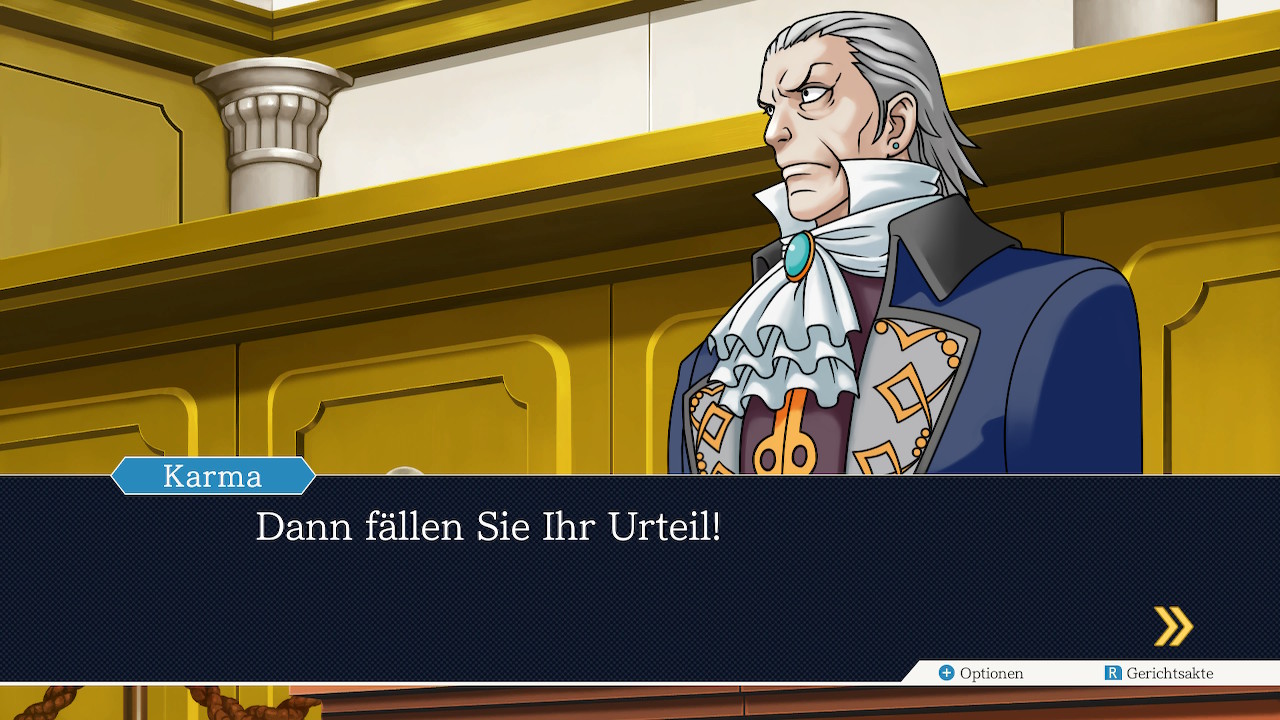 Karma
Dann fällen Sie Ihr Urteil!
+ Optionen
R Gerichtsakte